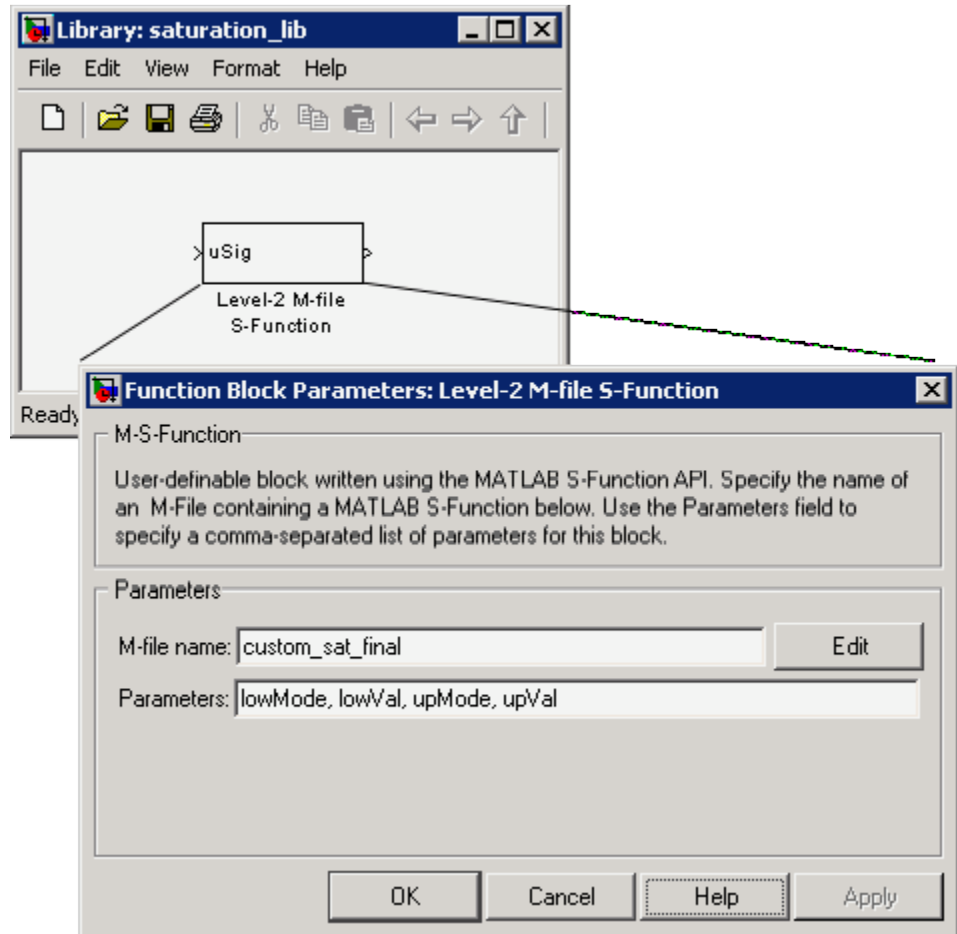 Library: saturation_lib
File Edit View Format Help
uSig
Level-2 M-file
S-Function
Ready
Function Block Parameters: Level-2 M-file S-Function
M-S-Function
User-definable block written using the MATLAB S-Function API. Specify the name of
an M-File containing a MATLAB S-Function below. Use the Parameters field to
specify a comma-separated list of parameters for this block.
Parameters
M-file name: custom_sat_final Edit
Parameters: lowMode, lowVal, upMode, upVal
OK Cancel Help Apply